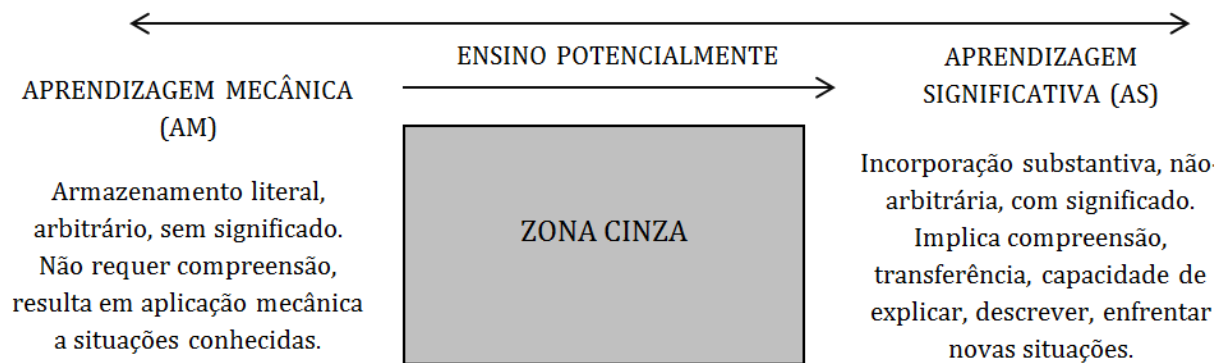 APRENDIZAGEM MECÂNICA
(AM)
Armazenamento literal,
arbitrário, sem significado.
Não requer compreensão,
resulta em aplicação mecânica
a situações conhecidas.
ENSINO POTENCIALMENTE
ZONA CINZA
APRENDIZAGEM
SIGNIFICATIVA (AS)
Incorporação substantiva, não-
arbitrária, com significado.
Implica compreensão,
transferência, capacidade de
explicar, descrever, enfrentar
novas situações.